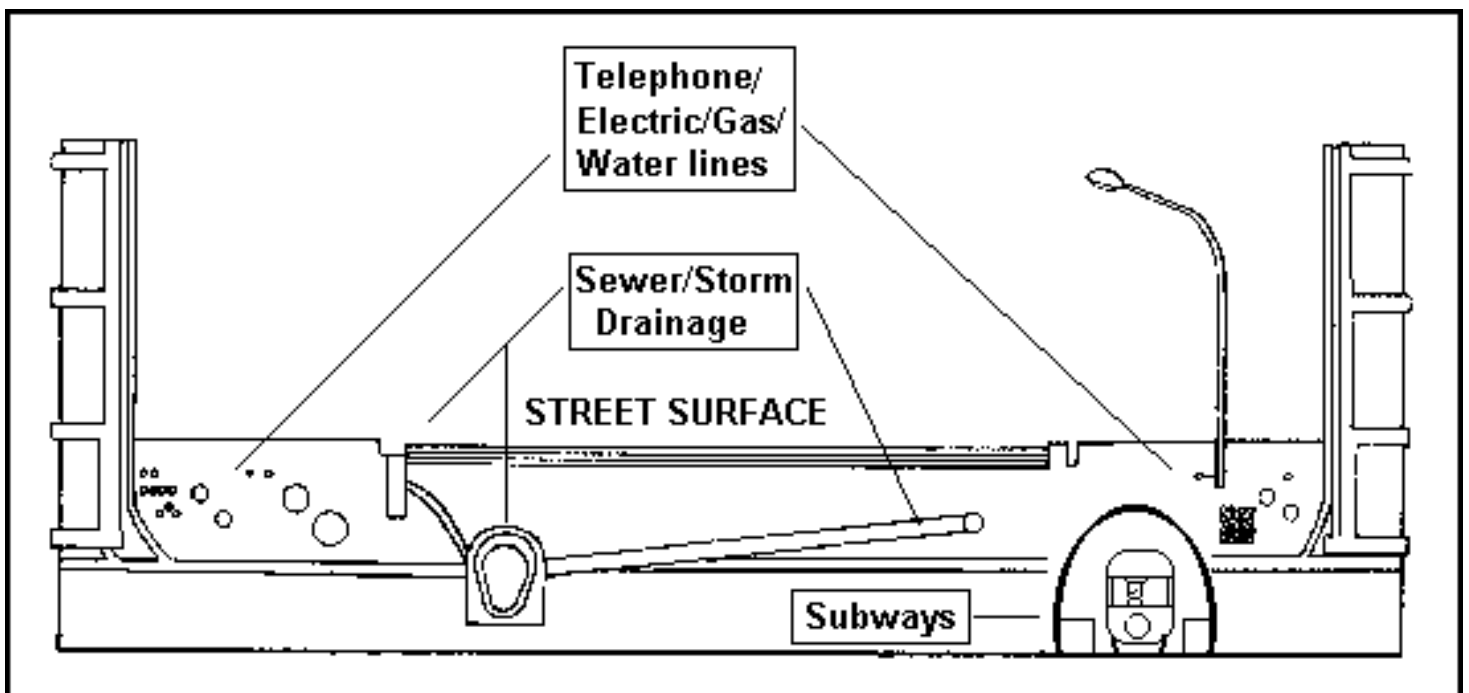 Telephone/
Electric/Gas/
Water lines
Sewer/Storm
Drainage
STREET SURFACE
Subways